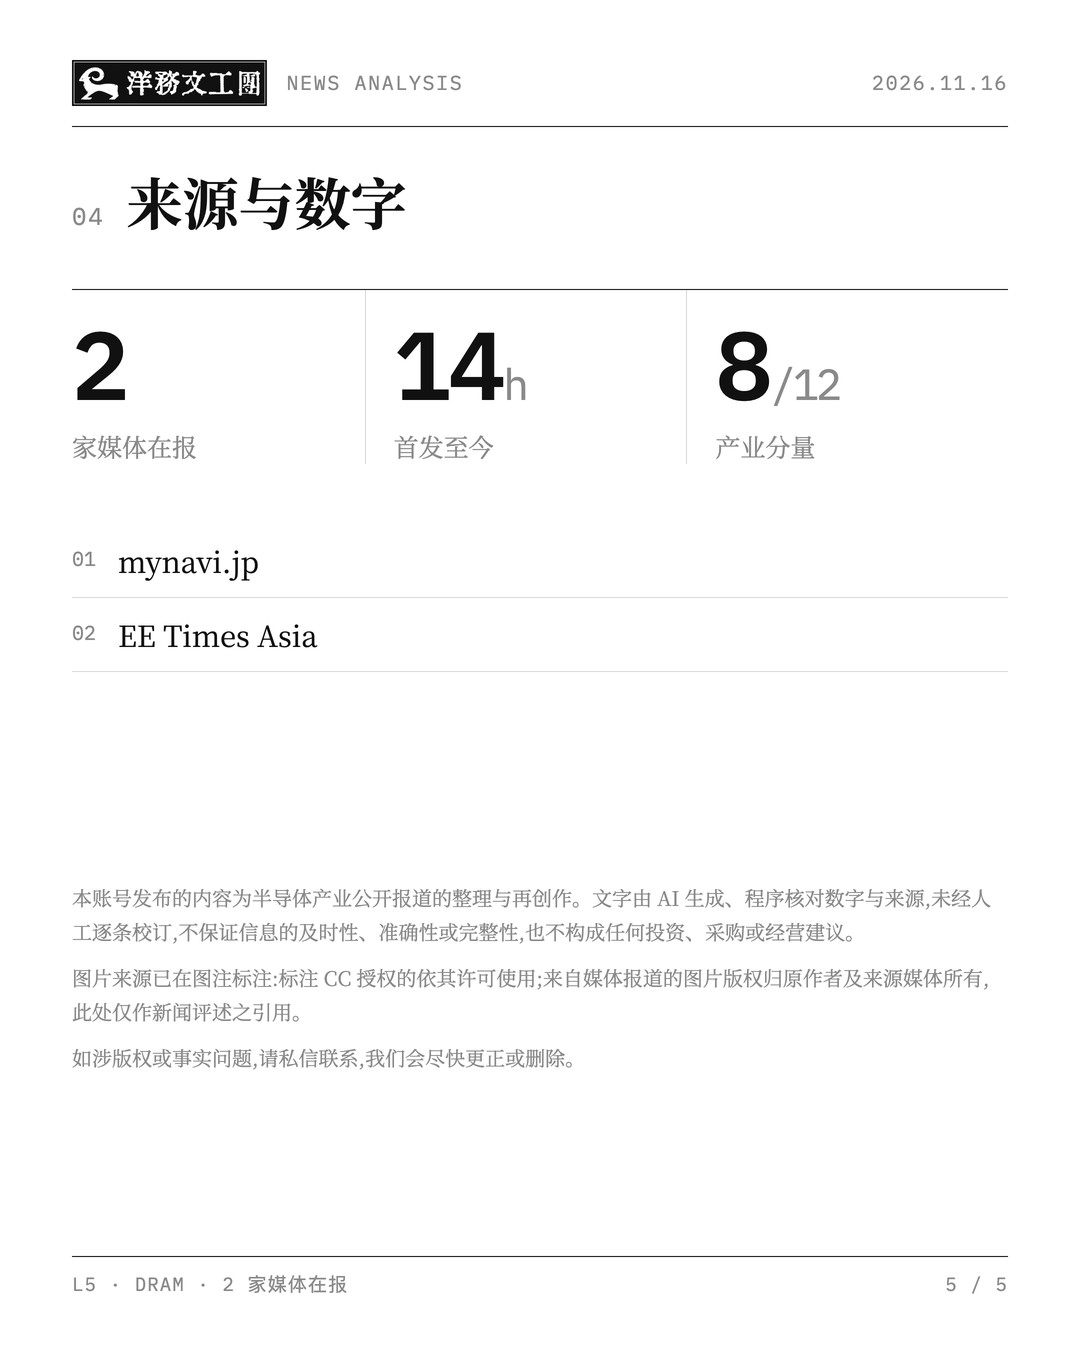 洋務文工團 NEWS ANALYSIS 2026.11.16
04 来源与数字
2 14h 8/12
家媒体在报 首发至今 产业分量
01 mynavi.jp
02 EE Times Asia
本账号发布的内容为半导体产业公开报道的整理与再创作。文字由 AI 生成、程序核对数字与来源,未经人
工逐条校订,不保证信息的及时性、准确性或完整性,也不构成任何投资、采购或经营建议。
图片来源已在图注标注:标注 CC 授权的依其许可使用;来自媒体报道的图片版权归原作者及来源媒体所有,
此处仅作新闻评述之引用。
如涉版权或事实问题,请私信联系,我们会尽快更正或删除。
L5 · DRAM · 2 家媒体在报 5 / 5